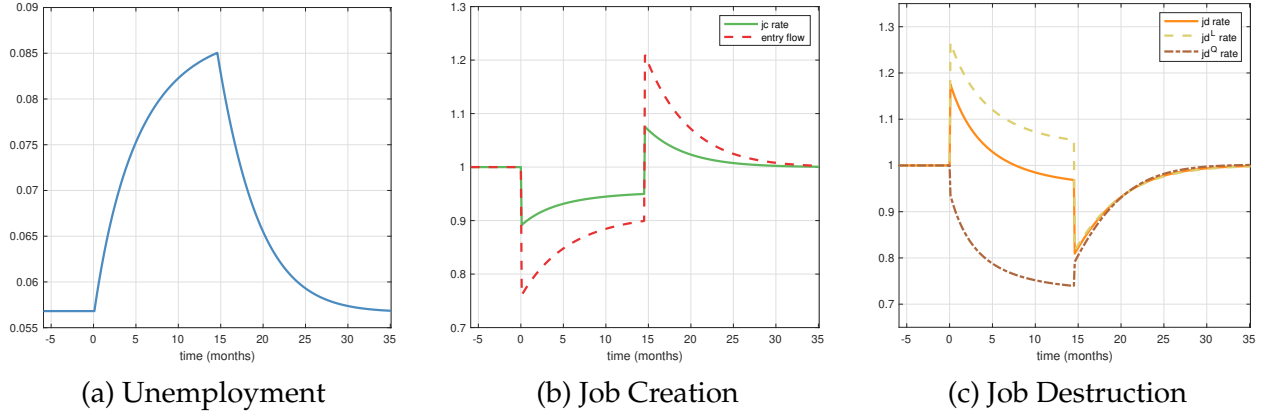 0.09
0.085
0.08
0.075
0.07
0.065
0.06
0.055
-5 0 5 10 15 20 25 30 35
time (months)
(a) Unemployment
1.3
1.2
1.1
1
0.9
0.8
0.7
-5 0 5 10 15 20 25 30 35
time (months)
jc rate
entry flow
(b) Job Creation
1.3
1.2
1.1
1
0.9
0.8
0.7
-5 0 5 10 15 20 25 30 35
time (months)
jd rate
jd^L rate
jd^Q rate
(c) Job Destruction